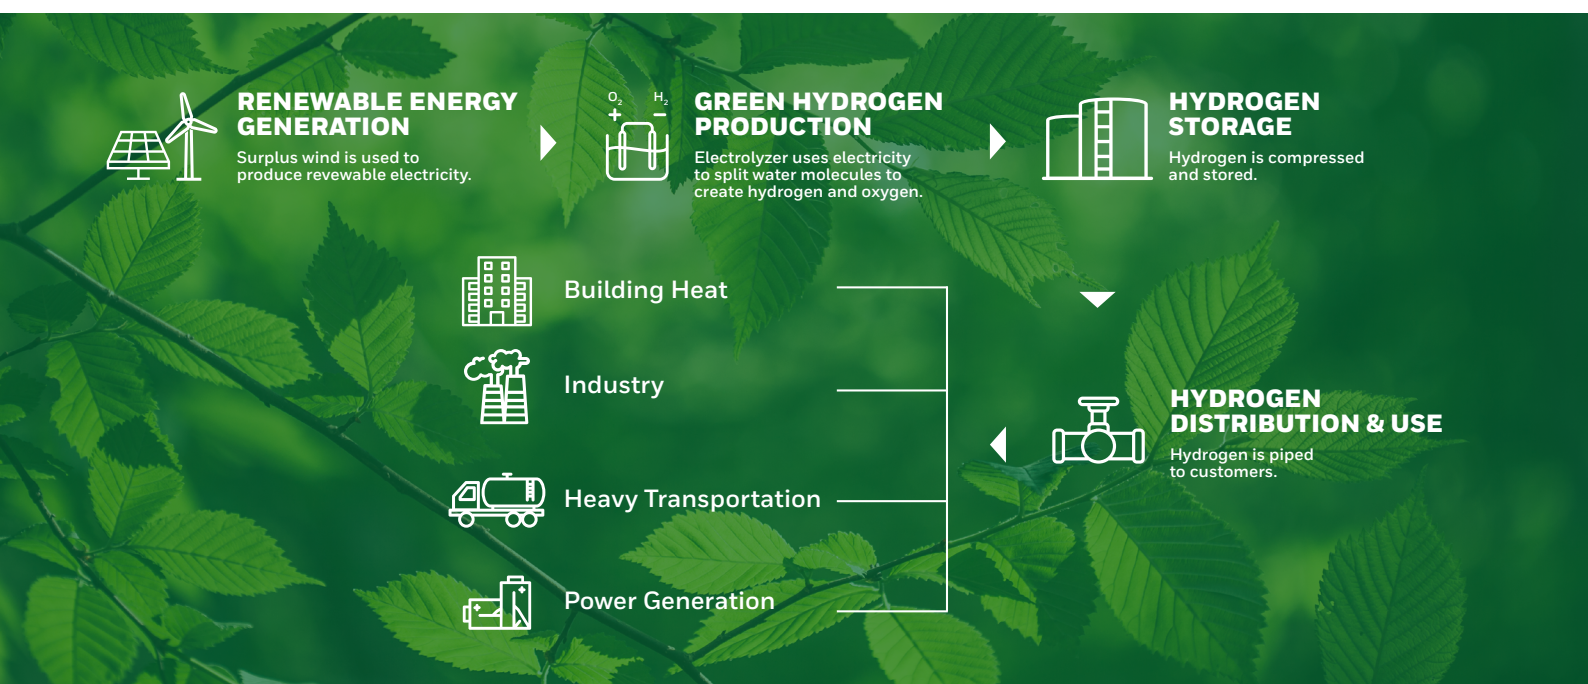 RENEWABLE ENERGY
GENERATION
Surplus wind is used to
produce revewable electricity.
O₂ H₂
+ −
GREEN HYDROGEN
PRODUCTION
Electrolyzer uses electricity
to split water molecules to
create hydrogen and oxygen.
HYDROGEN
STORAGE
Hydrogen is compressed
and stored.
HYDROGEN
DISTRIBUTION & USE
Hydrogen is piped
to customers.
Building Heat
Industry
Heavy Transportation
Power Generation